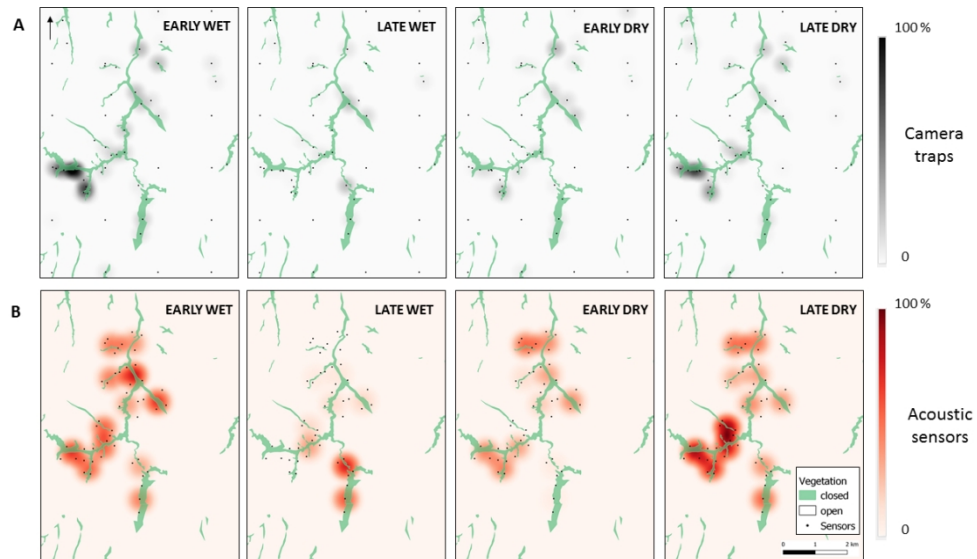 A
EARLY WET
LATE WET
EARLY DRY
LATE DRY
100 %
Camera
traps
0
B
EARLY WET
LATE WET
EARLY DRY
LATE DRY
100 %
Acoustic
sensors
0
Vegetation
closed
open
Sensors
0 1 2 km